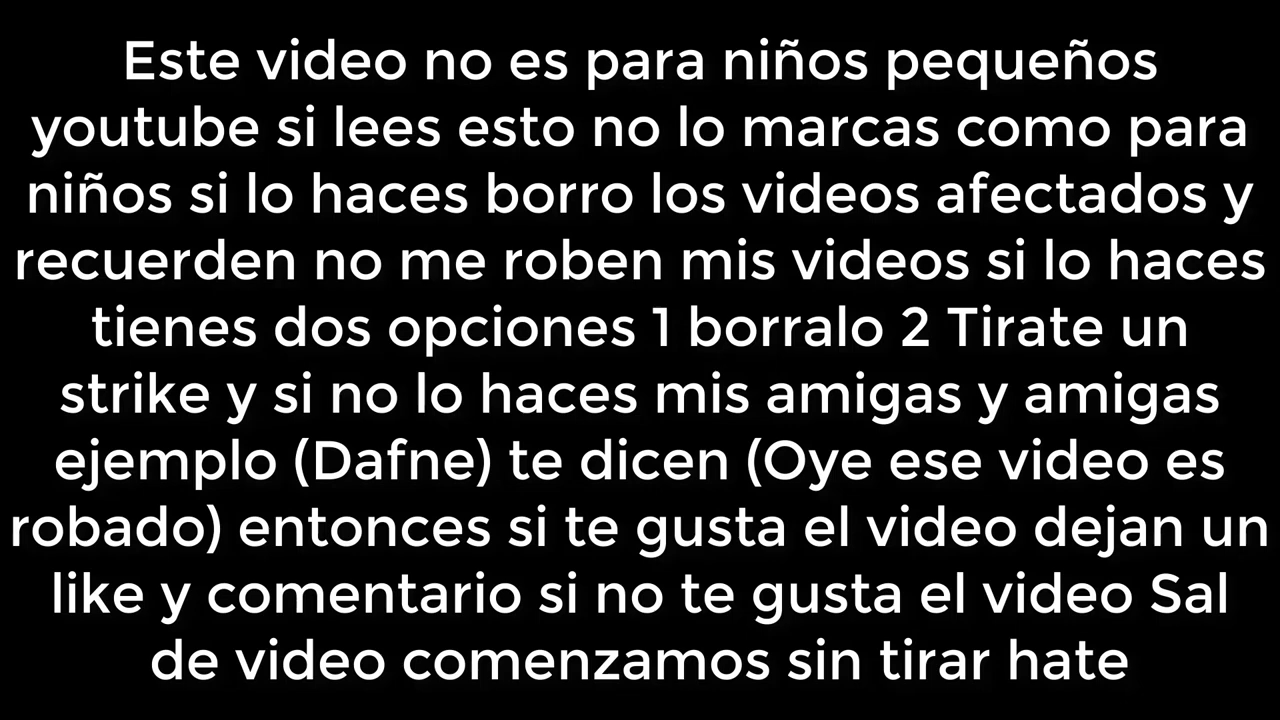 Este video no es para niños pequeños
youtube si lees esto no lo marcas como para
niños si lo haces borro los videos afectados y
recuerden no me roben mis videos si lo haces
tienes dos opciones 1 borralo 2 Tirate un
strike y si no lo haces mis amigas y amigas
ejemplo (Dafne) te dicen (Oye ese video es
robado) entonces si te gusta el video dejan un
like y comentario si no te gusta el video Sal
de video comenzamos sin tirar hate